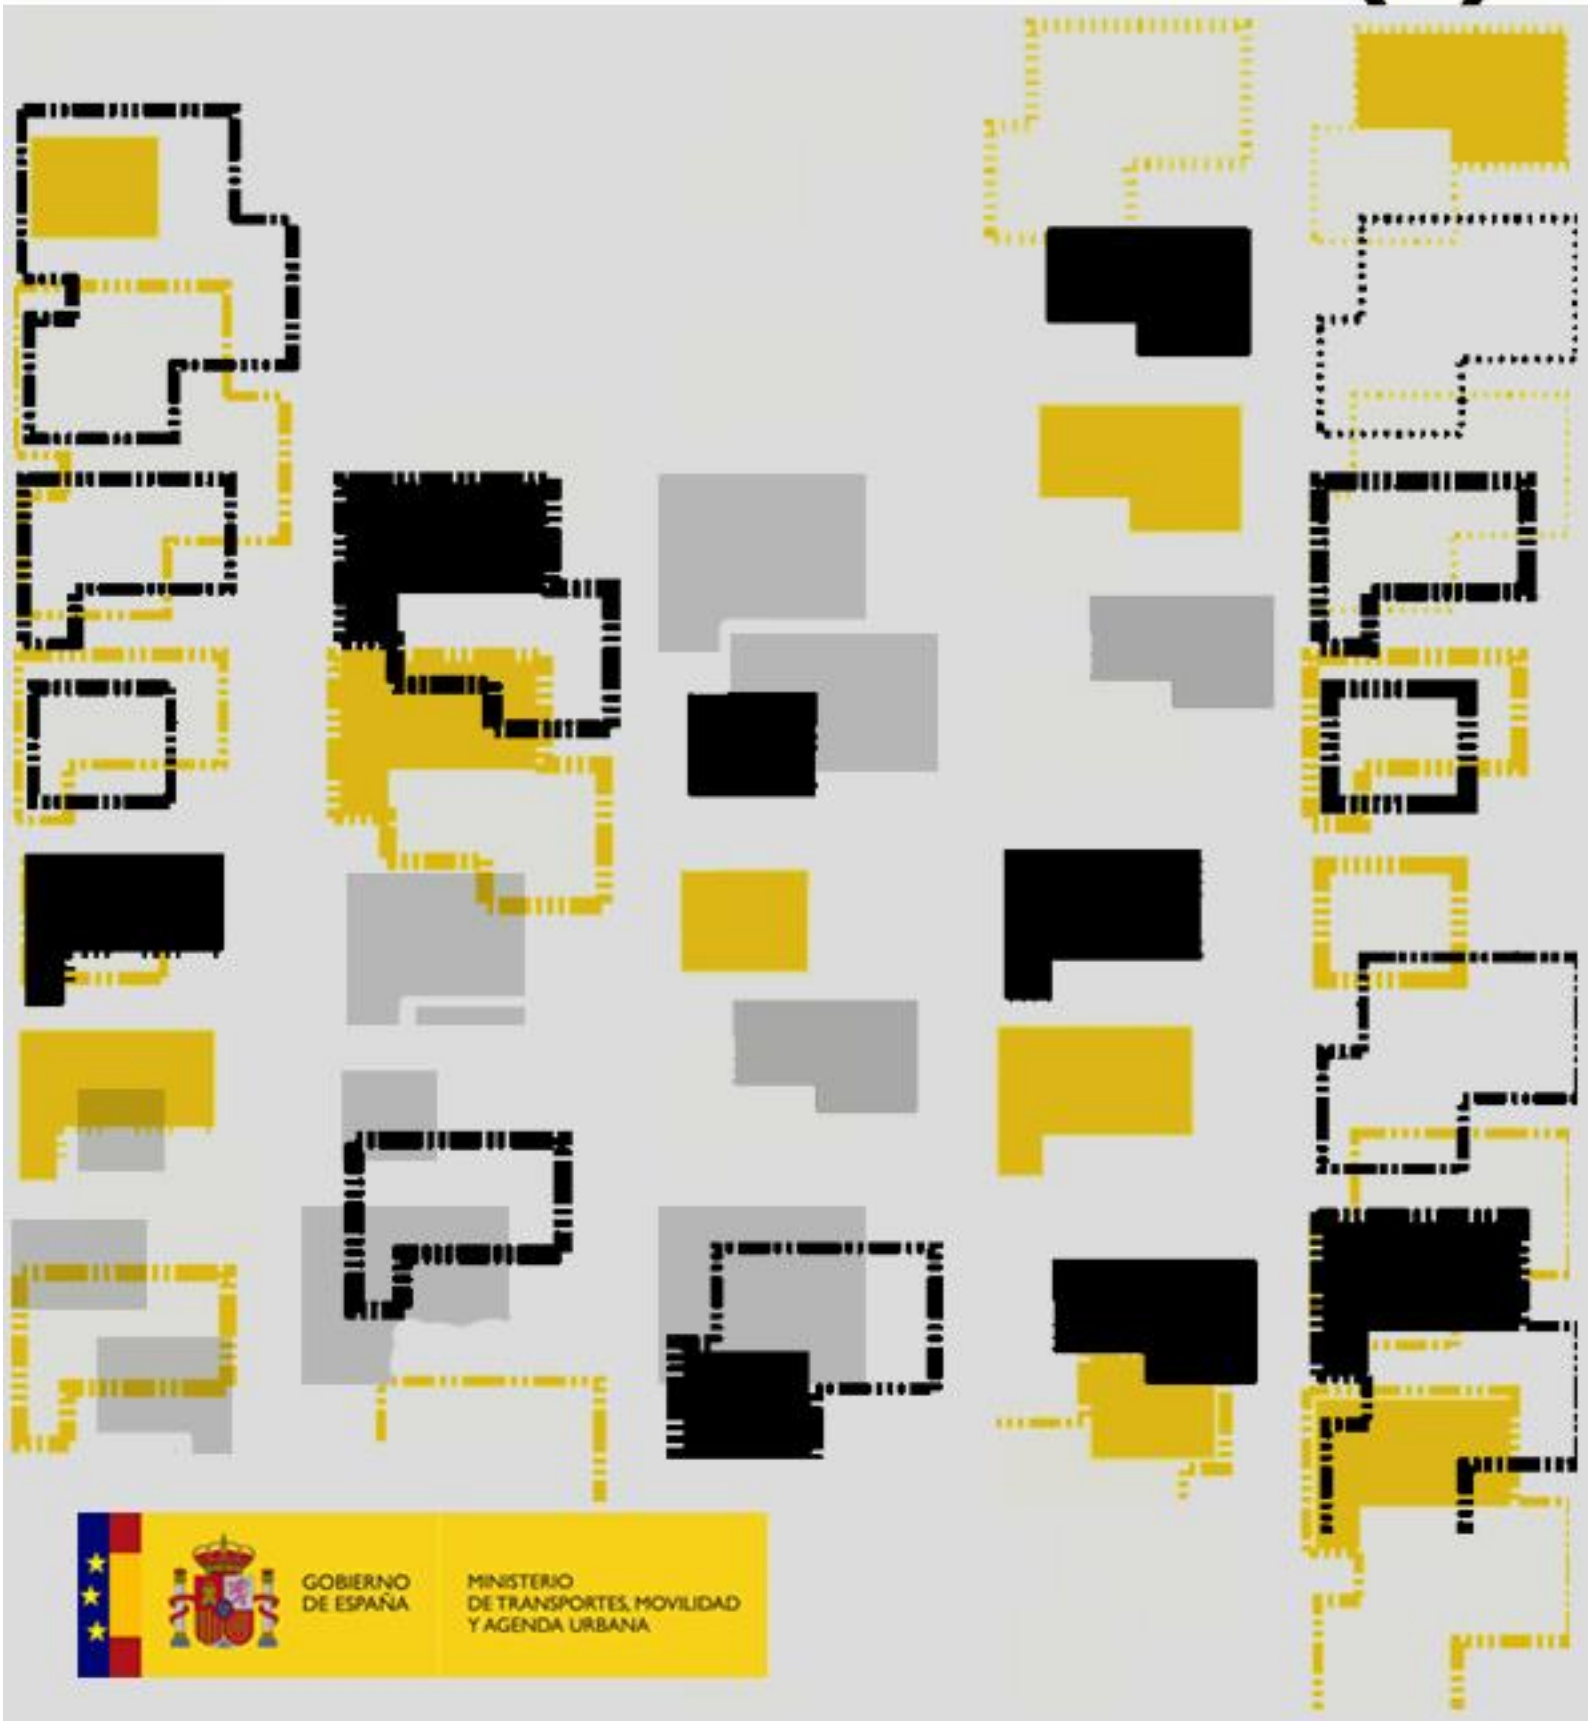 GOBIERNO
DE ESPAÑA
MINISTERIO
DE TRANSPORTES, MOVILIDAD
Y AGENDA URBANA